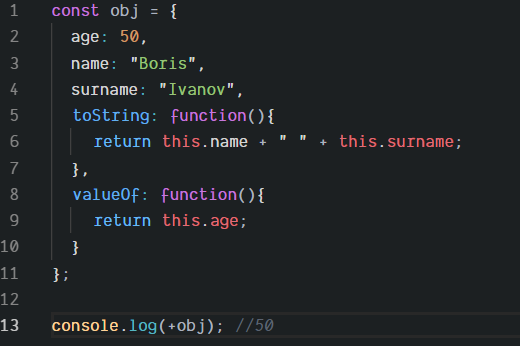 1 const obj = {
2 age: 50,
3 name: "Boris",
4 surname: "Ivanov",
5 toString: function(){
6 return this.name + " " + this.surname;
7 },
8 valueOf: function(){
9 return this.age;
10 }
11 };
12
13 console.log(+obj); //50